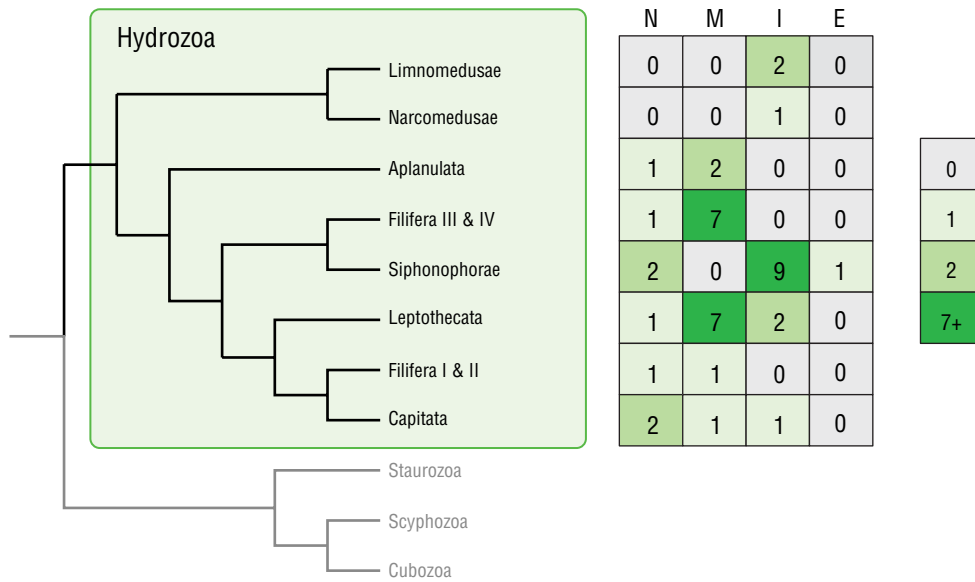 Hydrozoa
N M I E
Limnomedusae 0 0 2 0
Narcomedusae 0 0 1 0
Aplanulata 1 2 0 0
Filifera III & IV 1 7 0 0
Siphonophorae 2 0 9 1
Leptothecata 1 7 2 0
Filifera I & II 1 1 0 0
Capitata 2 1 1 0
Staurozoa
Scyphozoa
Cubozoa
0
1
2
7+